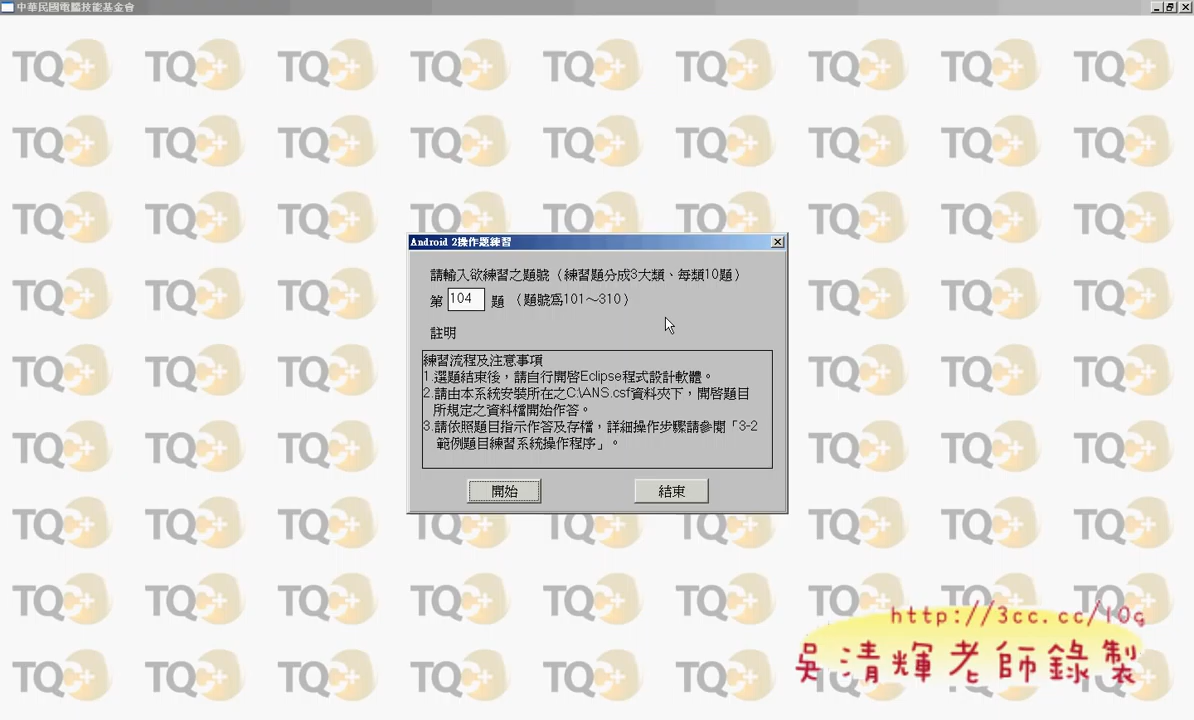 中華民國電腦技能基金會
Android 2操作題練習
請輸入欲練習之題號（練習題分成3大類、每類10題）
第 104 題 （題號為101～310）
註明
練習流程及注意事項
1.選題結束後，請自行開啓Eclipse程式設計軟體。
2.請由本系統安裝所在之C:\ANS.csf資料夾下，開啓題目
所規定之資料檔開始作答。
3.請依照題目指示作答及存檔，詳細操作步驟請參閱「3-2
範例題目練習系統操作程序」。
開始 結束
TQC+
http://3cc.cc/10g
吳清輝老師錄製